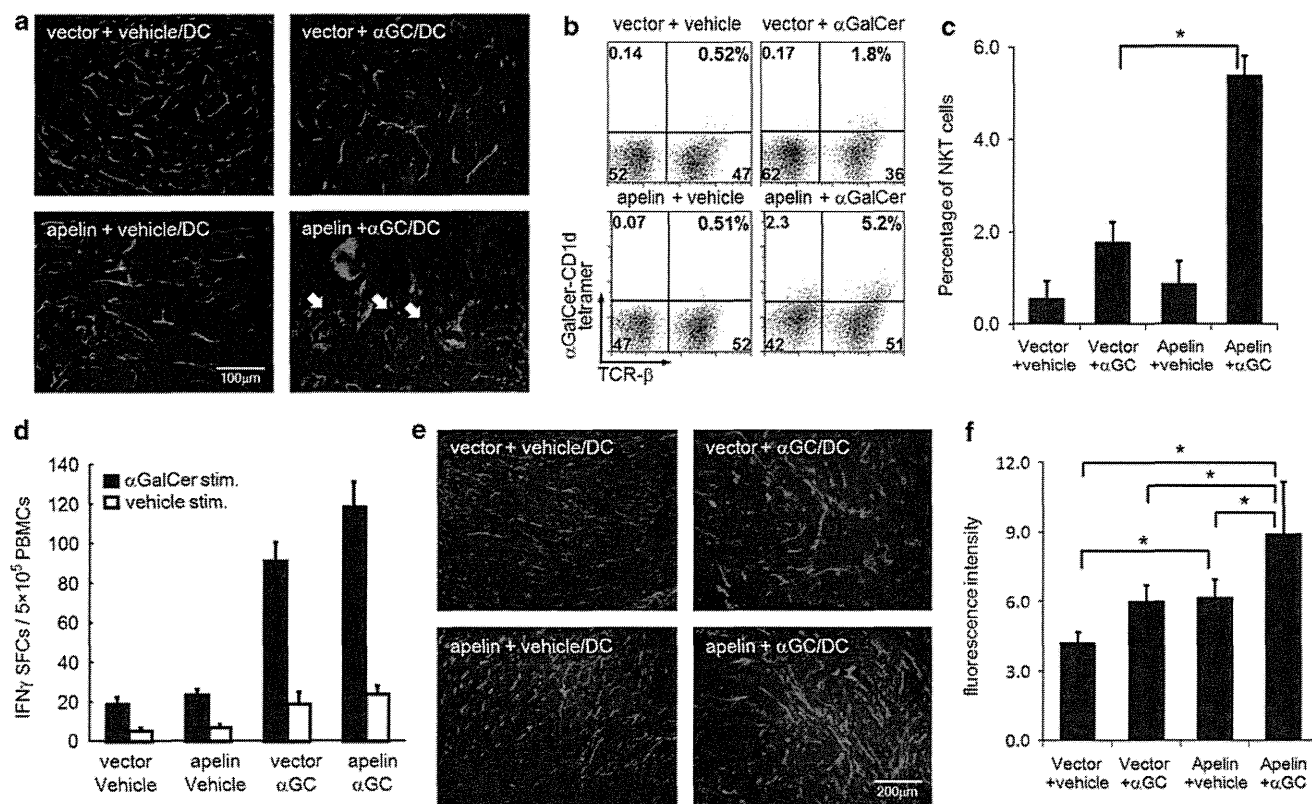 a
vector + vehicle/DC
vector + αGC/DC
apelin + vehicle/DC
apelin +αGC/DC
100µm
b
vector + vehicle
vector + αGalCer
0.14
0.52%
52
47
0.17
1.8%
62
36
apelin + vehicle
apelin + αGalCer
0.07
0.51%
47
52
2.3
5.2%
42
51
αGalCer-CD1d
tetramer
TCR-β
c
Percentage of NKT cells
6.0
4.0
2.0
0.0
*
Vector
+vehicle
Vector
+αGC
Apelin
+vehicle
Apelin
+αGC
d
IFNγ SFCs / 5×10⁵ PBMCs
140
120
100
80
60
40
20
0
αGalCer stim.
vehicle stim.
vector
Vehicle
apelin
Vehicle
vector
αGC
apelin
αGC
e
vector + vehicle/DC
vector + αGC/DC
apelin + vehicle/DC
apelin + αGC/DC
200µm
f
fluorescence intensity
12.0
9.0
6.0
3.0
0.0
*
*
*
*
Vector
+vehicle
Vector
+αGC
Apelin
+vehicle
Apelin
+αGC